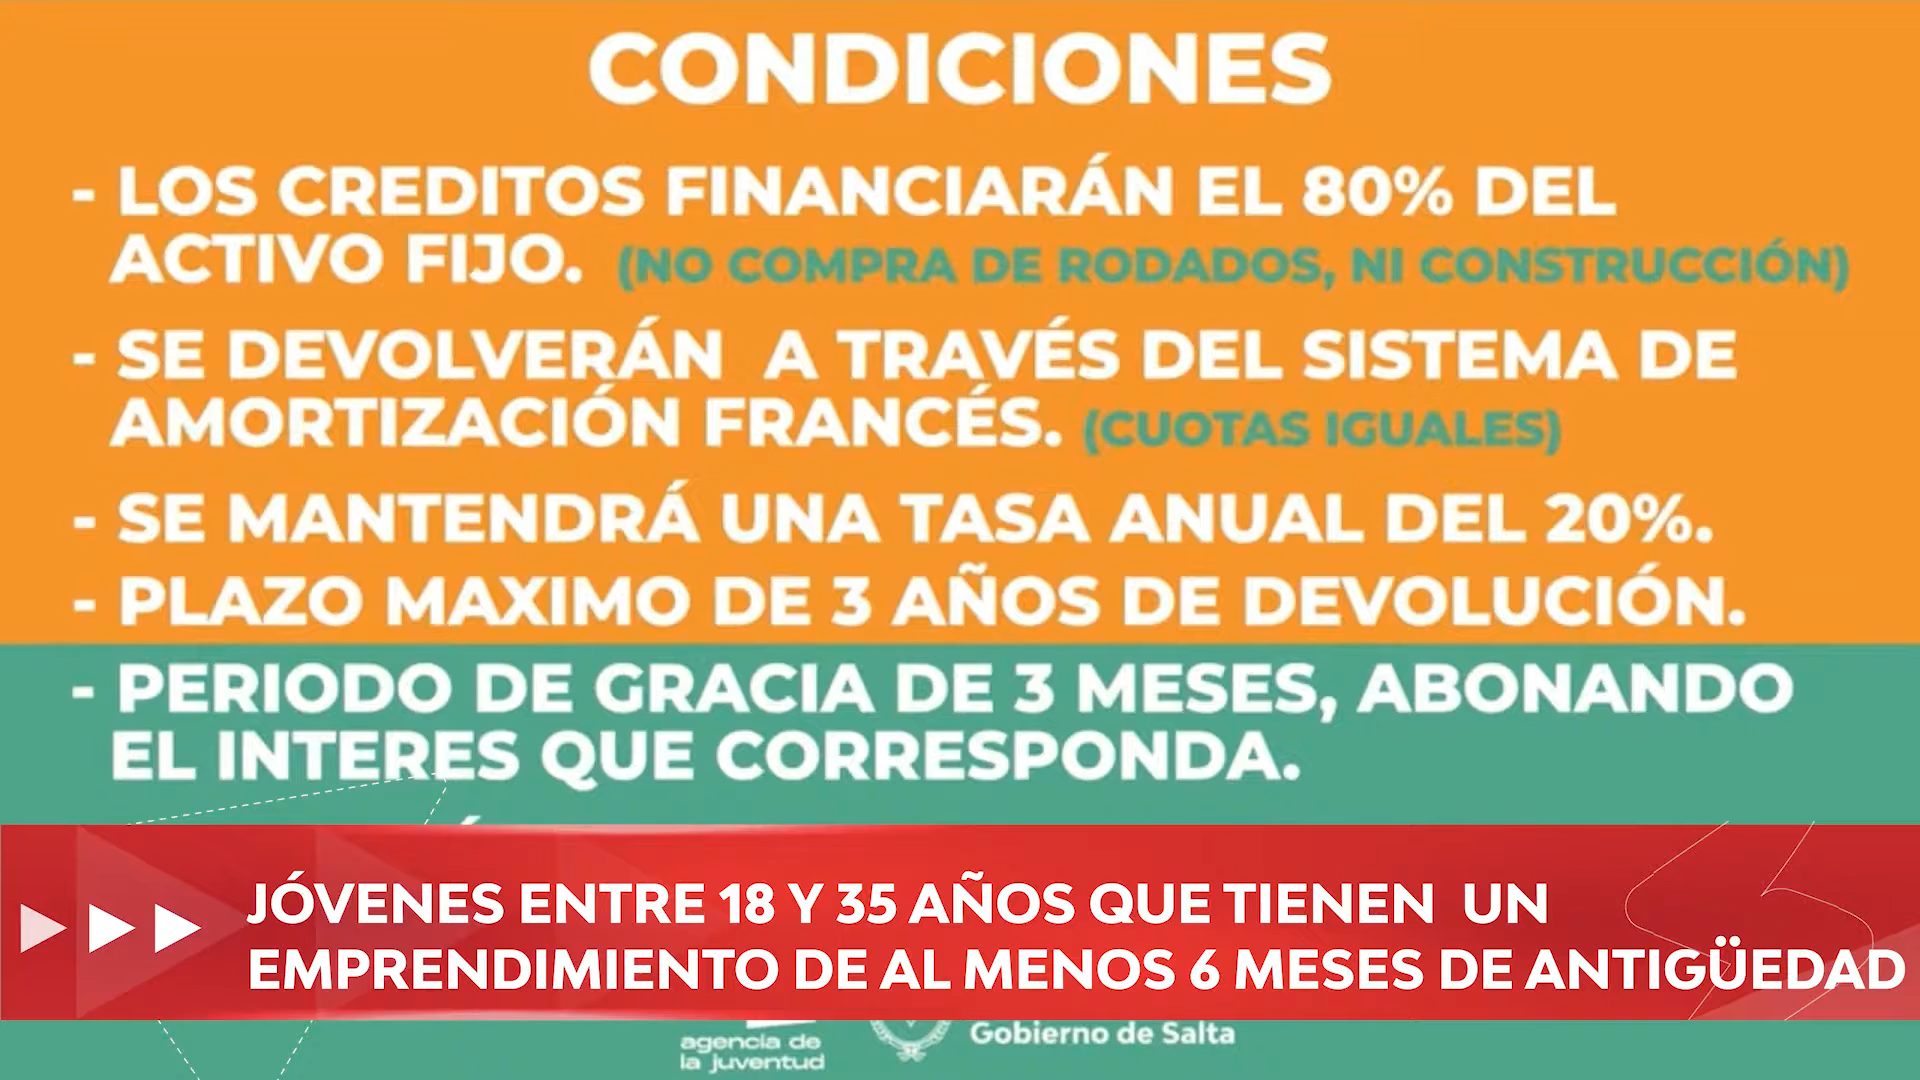 CONDICIONES
- LOS CREDITOS FINANCIARÁN EL 80% DEL
ACTIVO FIJO. (NO COMPRA DE RODADOS, NI CONSTRUCCIÓN)
- SE DEVOLVERÁN A TRAVÉS DEL SISTEMA DE
AMORTIZACIÓN FRANCÉS. (CUOTAS IGUALES)
- SE MANTENDRÁ UNA TASA ANUAL DEL 20%.
- PLAZO MAXIMO DE 3 AÑOS DE DEVOLUCIÓN.
- PERIODO DE GRACIA DE 3 MESES, ABONANDO
EL INTERES QUE CORRESPONDA.
JÓVENES ENTRE 18 Y 35 AÑOS QUE TIENEN UN
EMPRENDIMIENTO DE AL MENOS 6 MESES DE ANTIGÜEDAD
agencia de
la juventud
Gobierno de Salta